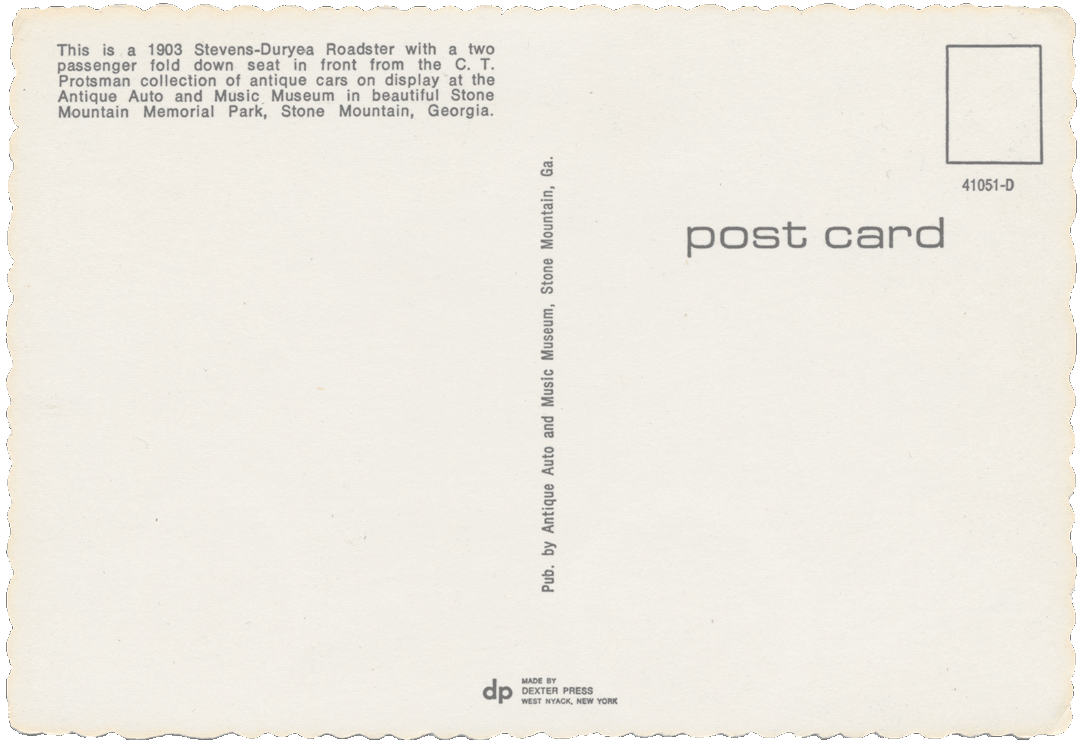 This is a 1903 Stevens-Duryea Roadster with a two
passenger fold down seat in front from the C. T.
Protsman collection of antique cars on display at the
Antique Auto and Music Museum in beautiful Stone
Mountain Memorial Park, Stone Mountain, Georgia.
Pub. by Antique Auto and Music Museum, Stone Mountain, Ga.
41051-D
post card
dp
MADE BY
DEXTER PRESS
WEST NYACK, NEW YORK